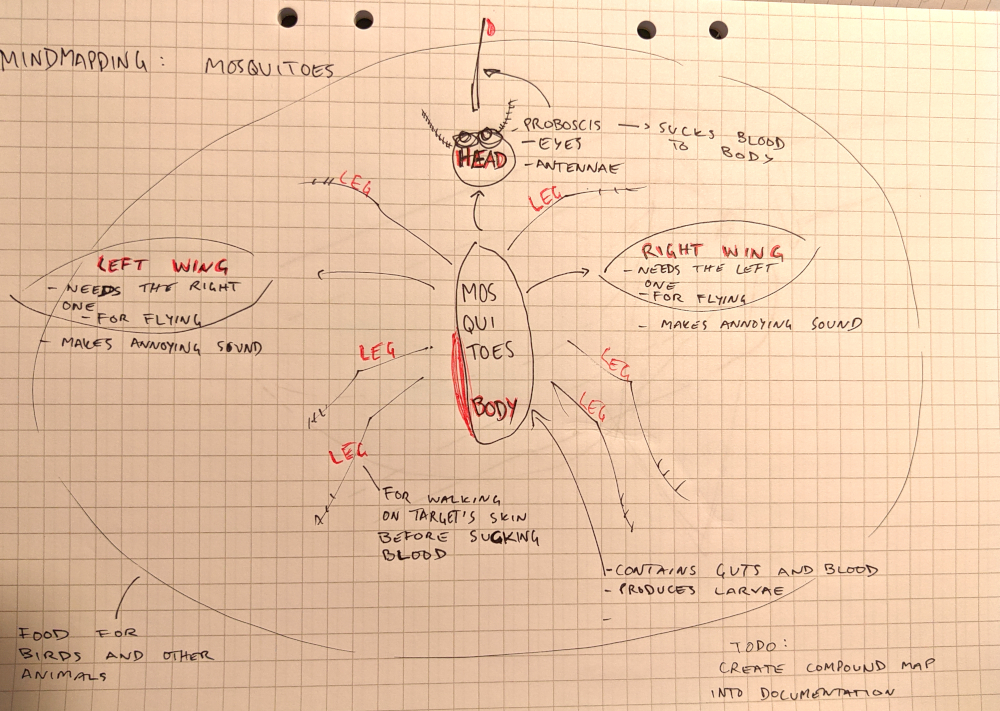 MINDMAPPING: MOSQUITOES
PROBOSCIS → SUCKS BLOOD
TO BODY
- EYES
- ANTENNAE
HEAD
LEG
LEG
LEFT WING
- NEEDS THE RIGHT
ONE
- FOR FLYING
- MAKES ANNOYING SOUND
RIGHT WING
- NEEDS THE LEFT
ONE
- FOR FLYING
- MAKES ANNOYING SOUND
MOS
QUI
TOES
BODY
LEG
LEG
LEG
LEG
FOR WALKING
ON TARGET'S SKIN
BEFORE SUCKING
BLOOD
- CONTAINS GUTS AND BLOOD
- PRODUCES LARVAE
-
FOOD FOR
BIRDS AND OTHER
ANIMALS
TODO:
CREATE COMPOUND MAP
INTO DOCUMENTATION